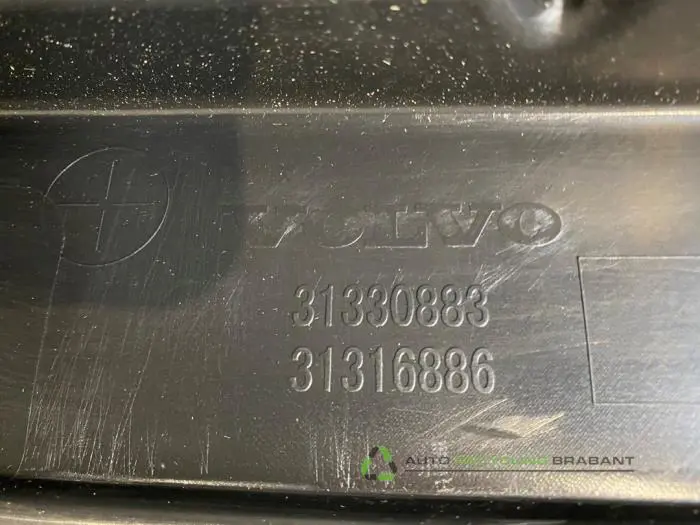 VOLVO
31330883
31316886
AUTO RECYCLING BRABANT